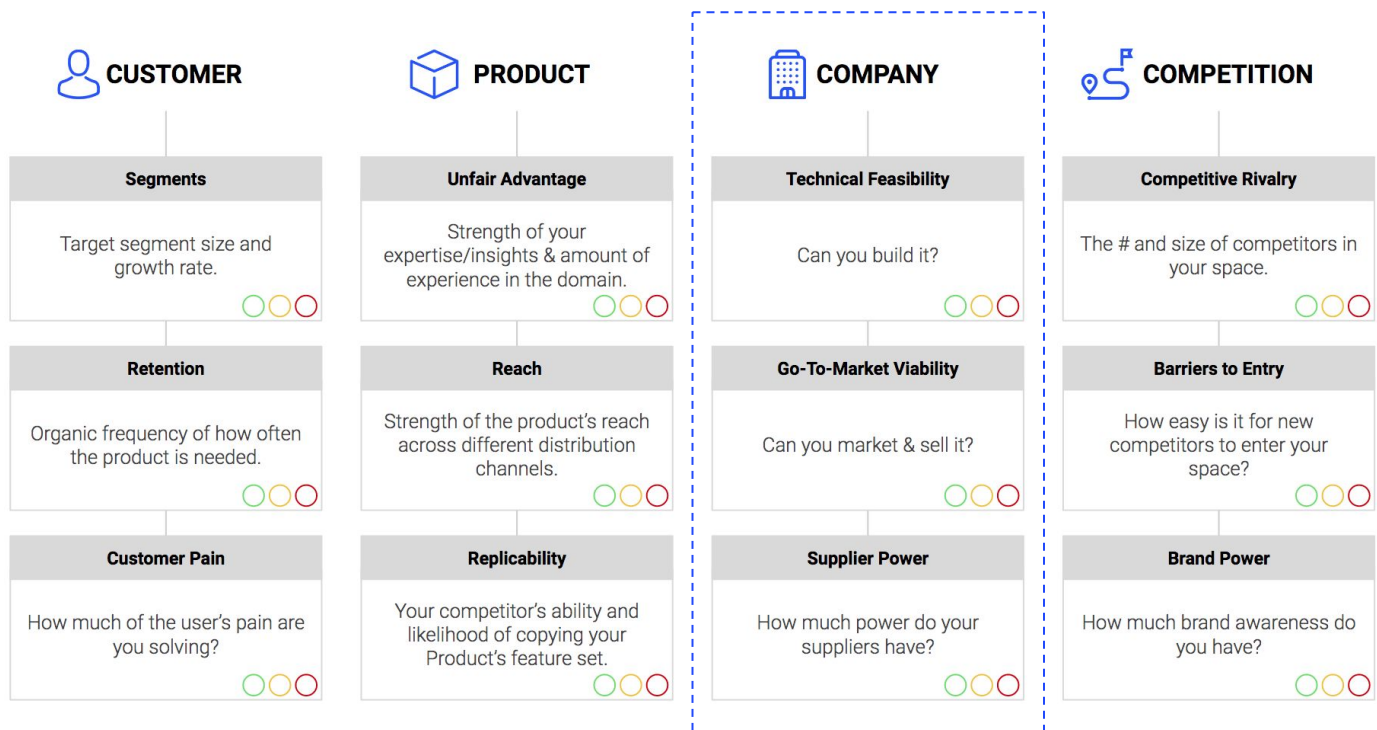 CUSTOMER
Segments
Target segment size and
growth rate.
Retention
Organic frequency of how often
the product is needed.
Customer Pain
How much of the user's pain are
you solving?
PRODUCT
Unfair Advantage
Strength of your
expertise/insights & amount of
experience in the domain.
Reach
Strength of the product's reach
across different distribution
channels.
Replicability
Your competitor's ability and
likelihood of copying your
Product's feature set.
COMPANY
Technical Feasibility
Can you build it?
Go-To-Market Viability
Can you market & sell it?
Supplier Power
How much power do your
suppliers have?
COMPETITION
Competitive Rivalry
The # and size of competitors in
your space.
Barriers to Entry
How easy is it for new
competitors to enter your
space?
Brand Power
How much brand awareness do
you have?